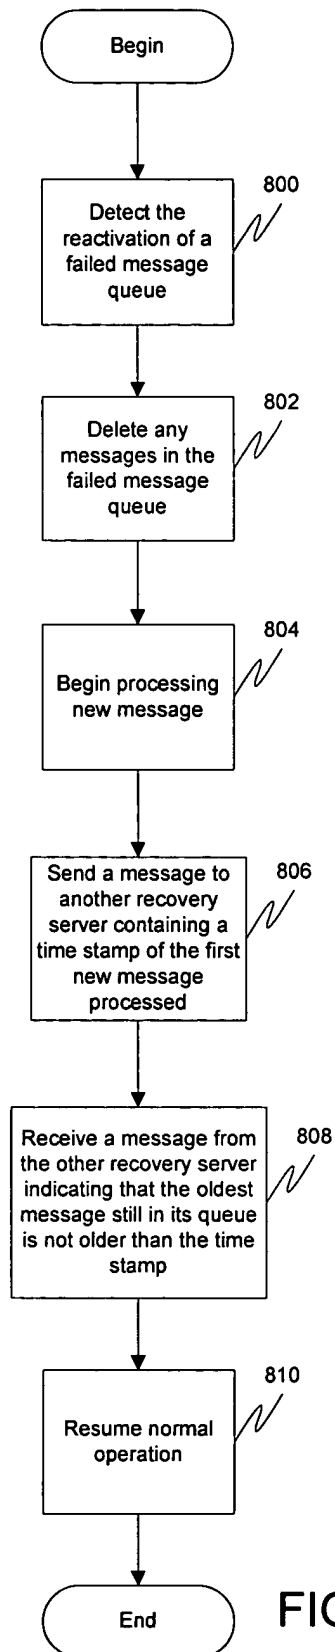 Begin
800
Detect the
reactivation of a
failed message
queue
802
Delete any
messages in the
failed message
queue
804
Begin processing
new message
806
Send a message to
another recovery
server containing a
time stamp of the first
new message
processed
808
Receive a message from
the other recovery server
indicating that the oldest
message still in its queue
is not older than the time
stamp
810
Resume normal
operation
End